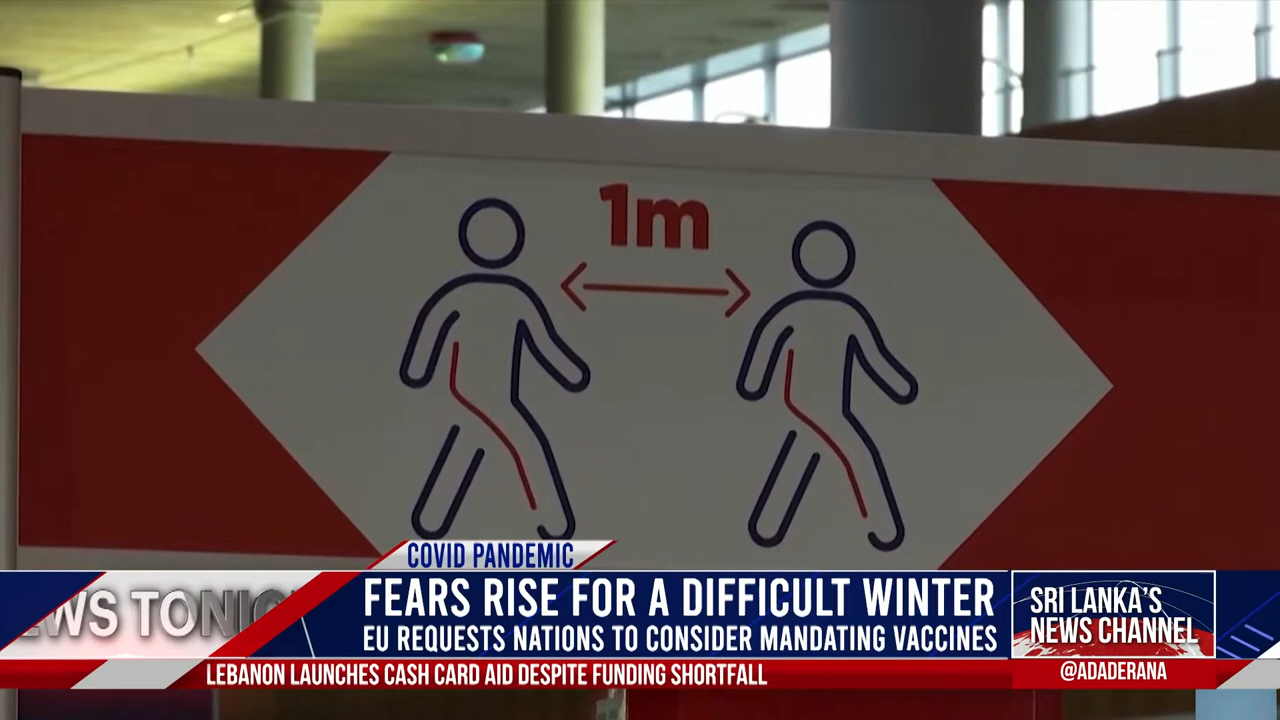 1m
COVID PANDEMIC
FEARS RISE FOR A DIFFICULT WINTER
EU REQUESTS NATIONS TO CONSIDER MANDATING VACCINES
SRI LANKA'S
NEWS CHANNEL
LEBANON LAUNCHES CASH CARD AID DESPITE FUNDING SHORTFALL
@ADADERANA